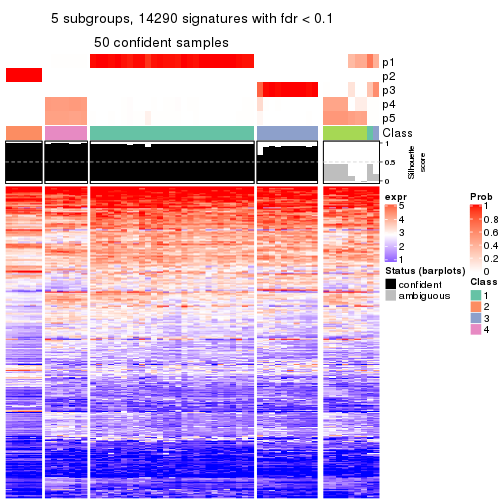 5 subgroups, 14290 signatures with fdr < 0.1
50 confident samples
p1
p2
p3
p4
p5
Class
1
0.5
0
Silhouette
score
expr
5
4
3
2
1
Status (barplots)
confident
ambiguous
Prob
1
0.8
0.6
0.4
0.2
0
Class
1
2
3
4